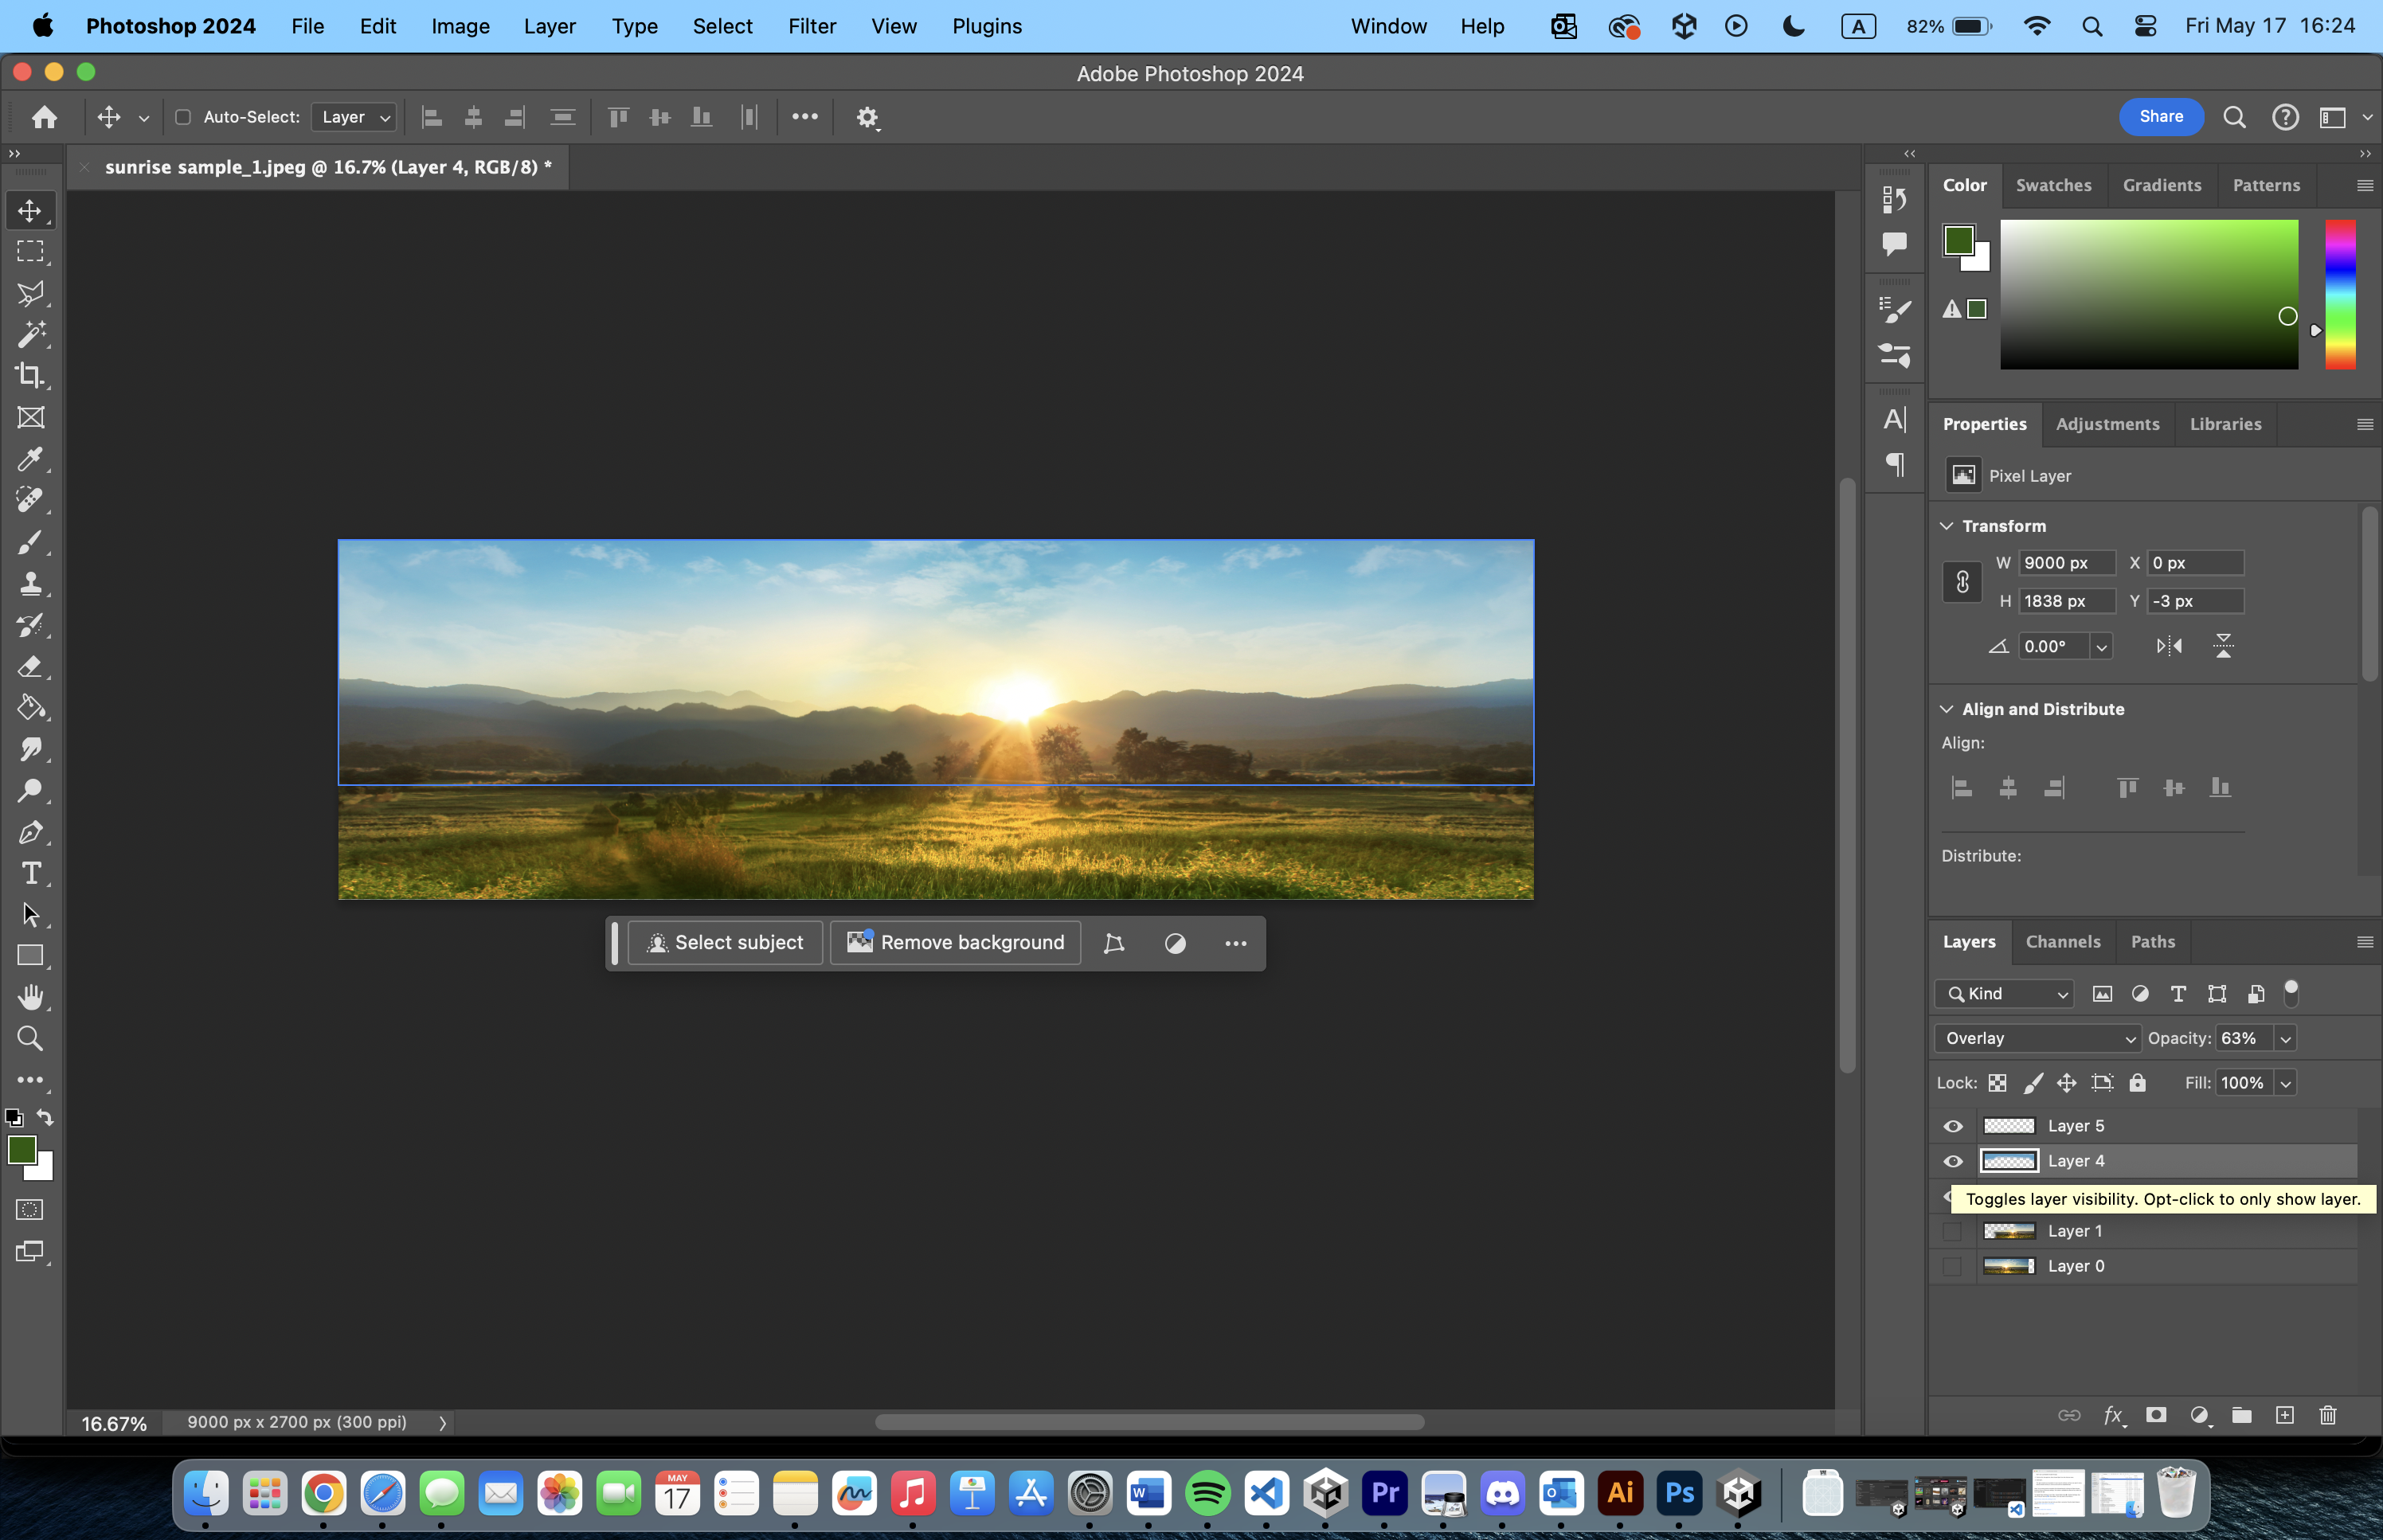 Photoshop 2024 File Edit Image Layer Type Select Filter View Plugins Window Help A 82% Fri May 17 16:24
Adobe Photoshop 2024
Auto-Select: Layer Share
sunrise sample_1.jpeg @ 16.7% (Layer 4, RGB/8) *
Color Swatches Gradients Patterns
Properties Adjustments Libraries
Pixel Layer
Transform
W 9000 px X 0 px
H 1838 px Y -3 px
0.00°
Align and Distribute
Align:
Distribute:
Select subject Remove background
Layers Channels Paths
Kind
Overlay Opacity: 63%
Lock: Fill: 100%
Layer 5
Layer 4
Toggles layer visibility. Opt-click to only show layer.
Layer 1
Layer 0
fx
16.67% 9000 px x 2700 px (300 ppi)
MAY
17
W Pr O Ai Ps